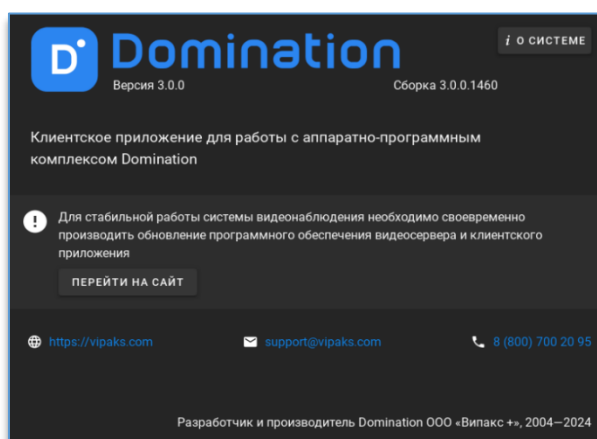 D
Domination
i О СИСТЕМЕ
Версия 3.0.0
Сборка 3.0.0.1460
Клиентское приложение для работы с аппаратно-программным
комплексом Domination
Для стабильной работы системы видеонаблюдения необходимо своевременно
производить обновление программного обеспечения видеосервера и клиентского
приложения
ПЕРЕЙТИ НА САЙТ
https://vipaks.com
support@vipaks.com
8 (800) 700 20 95
Разработчик и производитель Domination ООО «Випакс +», 2004—2024